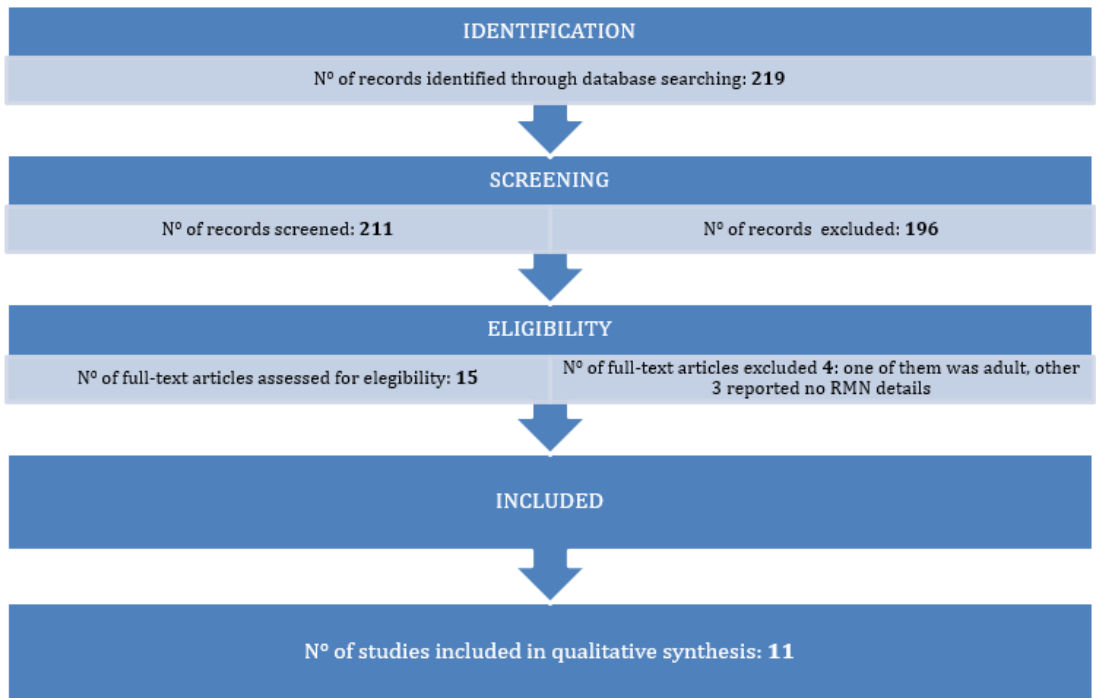 IDENTIFICATION
Nº of records identified through database searching: 219
SCREENING
Nº of records screened: 211
Nº of records excluded: 196
ELIGIBILITY
Nº of full-text articles assessed for elegibility: 15
Nº of full-text articles excluded 4: one of them was adult, other
3 reported no RMN details
INCLUDED
Nº of studies included in qualitative synthesis: 11